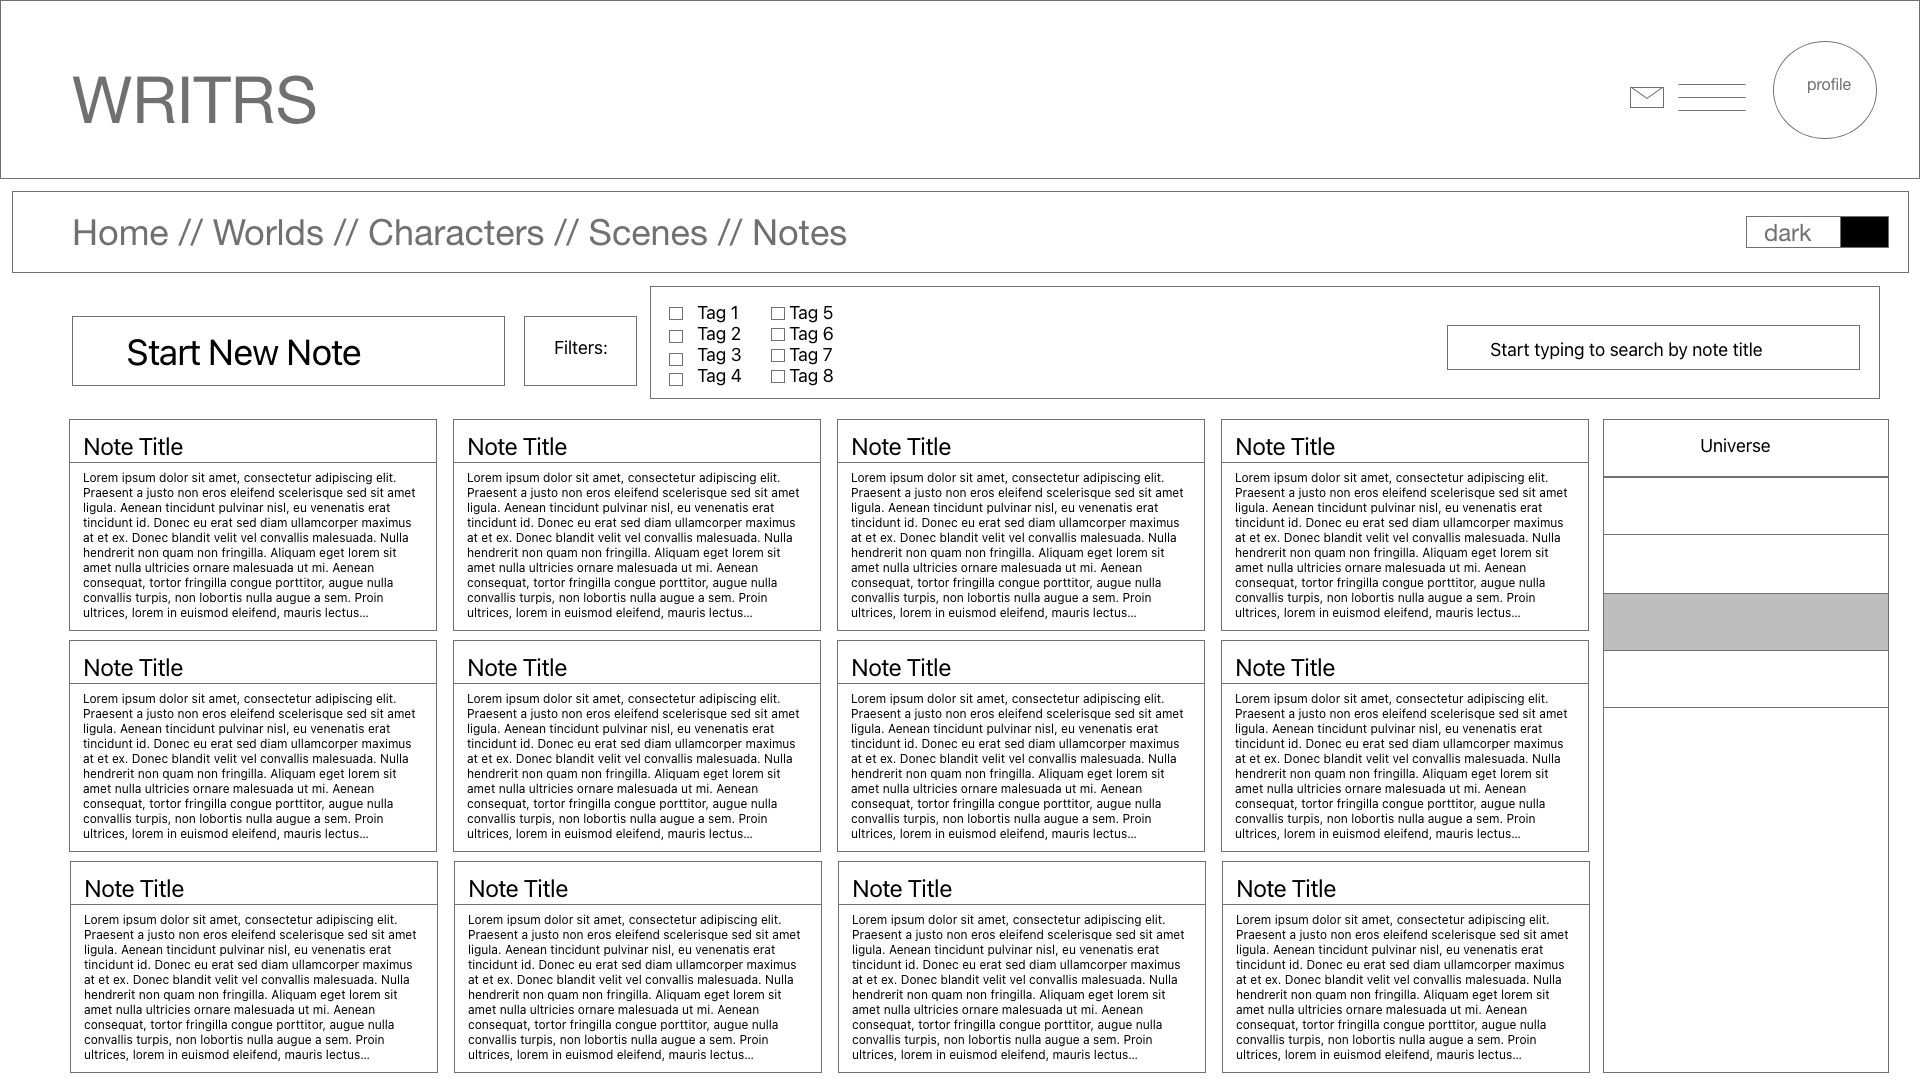 WRITRS
profile
Home // Worlds // Characters // Scenes // Notes
dark
Start New Note
Filters:
Tag 1
Tag 2
Tag 3
Tag 4
Tag 5
Tag 6
Tag 7
Tag 8
Start typing to search by note title
Note Title
Lorem ipsum dolor sit amet, consectetur adipiscing elit.
Praesent a justo non eros eleifend scelerisque sed sit amet
ligula. Aenean tincidunt pulvinar nisl, eu venenatis erat
tincidunt id. Donec eu erat sed diam ullamcorper maximus
at et ex. Donec blandit velit vel convallis malesuada. Nulla
hendrerit non quam non fringilla. Aliquam eget lorem sit
amet nulla ultricies ornare malesuada ut mi. Aenean
consequat, tortor fringilla congue porttitor, augue nulla
convallis turpis, non lobortis nulla augue a sem. Proin
ultrices, lorem in euismod eleifend, mauris lectus...
Note Title
Lorem ipsum dolor sit amet, consectetur adipiscing elit.
Praesent a justo non eros eleifend scelerisque sed sit amet
ligula. Aenean tincidunt pulvinar nisl, eu venenatis erat
tincidunt id. Donec eu erat sed diam ullamcorper maximus
at et ex. Donec blandit velit vel convallis malesuada. Nulla
hendrerit non quam non fringilla. Aliquam eget lorem sit
amet nulla ultricies ornare malesuada ut mi. Aenean
consequat, tortor fringilla congue porttitor, augue nulla
convallis turpis, non lobortis nulla augue a sem. Proin
ultrices, lorem in euismod eleifend, mauris lectus...
Note Title
Lorem ipsum dolor sit amet, consectetur adipiscing elit.
Praesent a justo non eros eleifend scelerisque sed sit amet
ligula. Aenean tincidunt pulvinar nisl, eu venenatis erat
tincidunt id. Donec eu erat sed diam ullamcorper maximus
at et ex. Donec blandit velit vel convallis malesuada. Nulla
hendrerit non quam non fringilla. Aliquam eget lorem sit
amet nulla ultricies ornare malesuada ut mi. Aenean
consequat, tortor fringilla congue porttitor, augue nulla
convallis turpis, non lobortis nulla augue a sem. Proin
ultrices, lorem in euismod eleifend, mauris lectus...
Note Title
Lorem ipsum dolor sit amet, consectetur adipiscing elit.
Praesent a justo non eros eleifend scelerisque sed sit amet
ligula. Aenean tincidunt pulvinar nisl, eu venenatis erat
tincidunt id. Donec eu erat sed diam ullamcorper maximus
at et ex. Donec blandit velit vel convallis malesuada. Nulla
hendrerit non quam non fringilla. Aliquam eget lorem sit
amet nulla ultricies ornare malesuada ut mi. Aenean
consequat, tortor fringilla congue porttitor, augue nulla
convallis turpis, non lobortis nulla augue a sem. Proin
ultrices, lorem in euismod eleifend, mauris lectus...
Universe
Note Title
Lorem ipsum dolor sit amet, consectetur adipiscing elit.
Praesent a justo non eros eleifend scelerisque sed sit amet
ligula. Aenean tincidunt pulvinar nisl, eu venenatis erat
tincidunt id. Donec eu erat sed diam ullamcorper maximus
at et ex. Donec blandit velit vel convallis malesuada. Nulla
hendrerit non quam non fringilla. Aliquam eget lorem sit
amet nulla ultricies ornare malesuada ut mi. Aenean
consequat, tortor fringilla congue porttitor, augue nulla
convallis turpis, non lobortis nulla augue a sem. Proin
ultrices, lorem in euismod eleifend, mauris lectus...
Note Title
Lorem ipsum dolor sit amet, consectetur adipiscing elit.
Praesent a justo non eros eleifend scelerisque sed sit amet
ligula. Aenean tincidunt pulvinar nisl, eu venenatis erat
tincidunt id. Donec eu erat sed diam ullamcorper maximus
at et ex. Donec blandit velit vel convallis malesuada. Nulla
hendrerit non quam non fringilla. Aliquam eget lorem sit
amet nulla ultricies ornare malesuada ut mi. Aenean
consequat, tortor fringilla congue porttitor, augue nulla
convallis turpis, non lobortis nulla augue a sem. Proin
ultrices, lorem in euismod eleifend, mauris lectus...
Note Title
Lorem ipsum dolor sit amet, consectetur adipiscing elit.
Praesent a justo non eros eleifend scelerisque sed sit amet
ligula. Aenean tincidunt pulvinar nisl, eu venenatis erat
tincidunt id. Donec eu erat sed diam ullamcorper maximus
at et ex. Donec blandit velit vel convallis malesuada. Nulla
hendrerit non quam non fringilla. Aliquam eget lorem sit
amet nulla ultricies ornare malesuada ut mi. Aenean
consequat, tortor fringilla congue porttitor, augue nulla
convallis turpis, non lobortis nulla augue a sem. Proin
ultrices, lorem in euismod eleifend, mauris lectus...
Note Title
Lorem ipsum dolor sit amet, consectetur adipiscing elit.
Praesent a justo non eros eleifend scelerisque sed sit amet
ligula. Aenean tincidunt pulvinar nisl, eu venenatis erat
tincidunt id. Donec eu erat sed diam ullamcorper maximus
at et ex. Donec blandit velit vel convallis malesuada. Nulla
hendrerit non quam non fringilla. Aliquam eget lorem sit
amet nulla ultricies ornare malesuada ut mi. Aenean
consequat, tortor fringilla congue porttitor, augue nulla
convallis turpis, non lobortis nulla augue a sem. Proin
ultrices, lorem in euismod eleifend, mauris lectus...
Note Title
Lorem ipsum dolor sit amet, consectetur adipiscing elit.
Praesent a justo non eros eleifend scelerisque sed sit amet
ligula. Aenean tincidunt pulvinar nisl, eu venenatis erat
tincidunt id. Donec eu erat sed diam ullamcorper maximus
at et ex. Donec blandit velit vel convallis malesuada. Nulla
hendrerit non quam non fringilla. Aliquam eget lorem sit
amet nulla ultricies ornare malesuada ut mi. Aenean
consequat, tortor fringilla congue porttitor, augue nulla
convallis turpis, non lobortis nulla augue a sem. Proin
ultrices, lorem in euismod eleifend, mauris lectus...
Note Title
Lorem ipsum dolor sit amet, consectetur adipiscing elit.
Praesent a justo non eros eleifend scelerisque sed sit amet
ligula. Aenean tincidunt pulvinar nisl, eu venenatis erat
tincidunt id. Donec eu erat sed diam ullamcorper maximus
at et ex. Donec blandit velit vel convallis malesuada. Nulla
hendrerit non quam non fringilla. Aliquam eget lorem sit
amet nulla ultricies ornare malesuada ut mi. Aenean
consequat, tortor fringilla congue porttitor, augue nulla
convallis turpis, non lobortis nulla augue a sem. Proin
ultrices, lorem in euismod eleifend, mauris lectus...
Note Title
Lorem ipsum dolor sit amet, consectetur adipiscing elit.
Praesent a justo non eros eleifend scelerisque sed sit amet
ligula. Aenean tincidunt pulvinar nisl, eu venenatis erat
tincidunt id. Donec eu erat sed diam ullamcorper maximus
at et ex. Donec blandit velit vel convallis malesuada. Nulla
hendrerit non quam non fringilla. Aliquam eget lorem sit
amet nulla ultricies ornare malesuada ut mi. Aenean
consequat, tortor fringilla congue porttitor, augue nulla
convallis turpis, non lobortis nulla augue a sem. Proin
ultrices, lorem in euismod eleifend, mauris lectus...
Note Title
Lorem ipsum dolor sit amet, consectetur adipiscing elit.
Praesent a justo non eros eleifend scelerisque sed sit amet
ligula. Aenean tincidunt pulvinar nisl, eu venenatis erat
tincidunt id. Donec eu erat sed diam ullamcorper maximus
at et ex. Donec blandit velit vel convallis malesuada. Nulla
hendrerit non quam non fringilla. Aliquam eget lorem sit
amet nulla ultricies ornare malesuada ut mi. Aenean
consequat, tortor fringilla congue porttitor, augue nulla
convallis turpis, non lobortis nulla augue a sem. Proin
ultrices, lorem in euismod eleifend, mauris lectus...